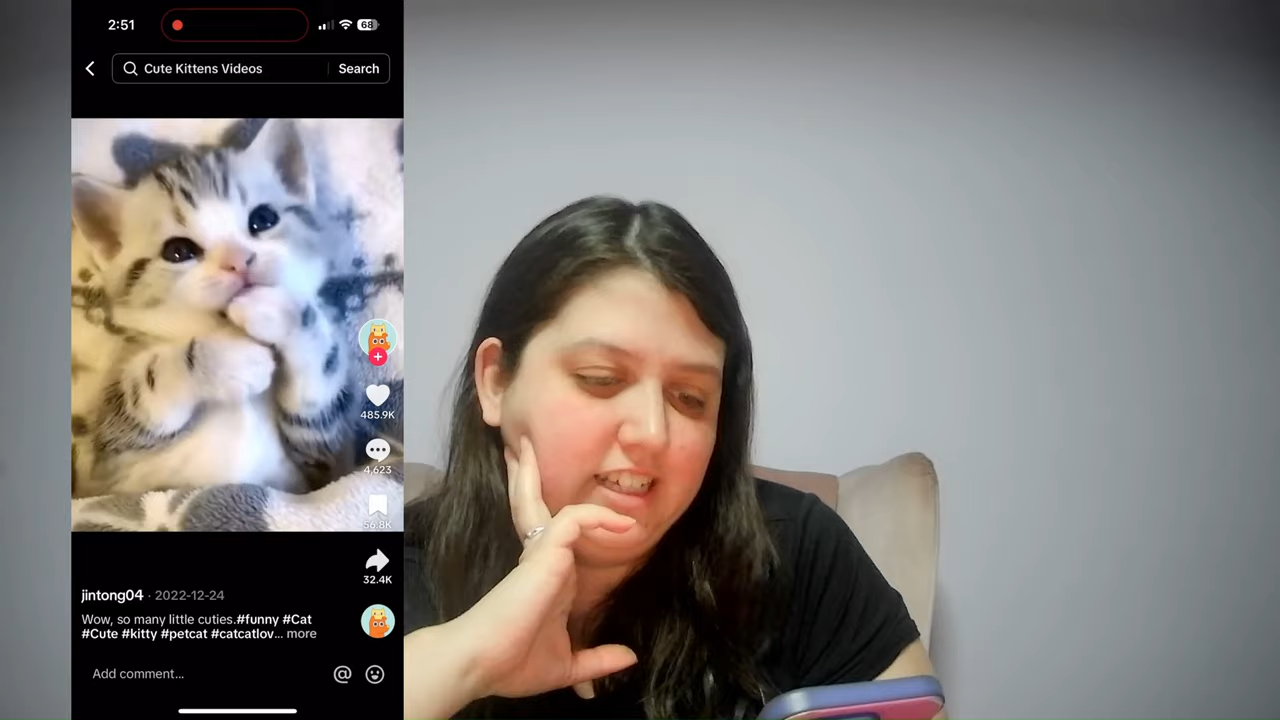 2:51
68
Cute Kittens Videos
Search
485.9K
4,623
56.8K
32.4K
jintong04 · 2022-12-24
Wow, so many little cuties.#funny #Cat
#Cute #kitty #petcat #catcatlov... more
Add comment...
@